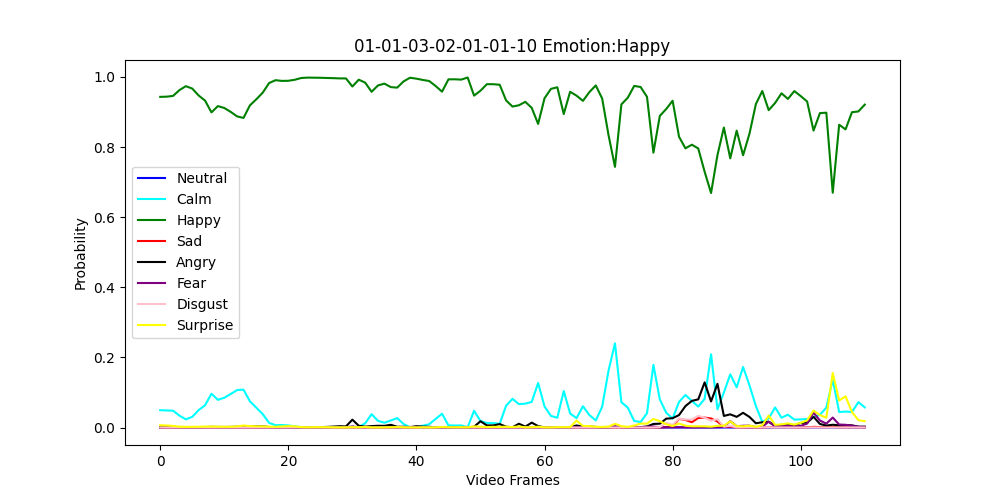 01-01-03-02-01-01-10 Emotion:Happy
Probability
1.0
0.8
0.6
0.4
0.2
0.0
Neutral
Calm
Happy
Sad
Angry
Fear
Disgust
Surprise
0 20 40 60 80 100
Video Frames